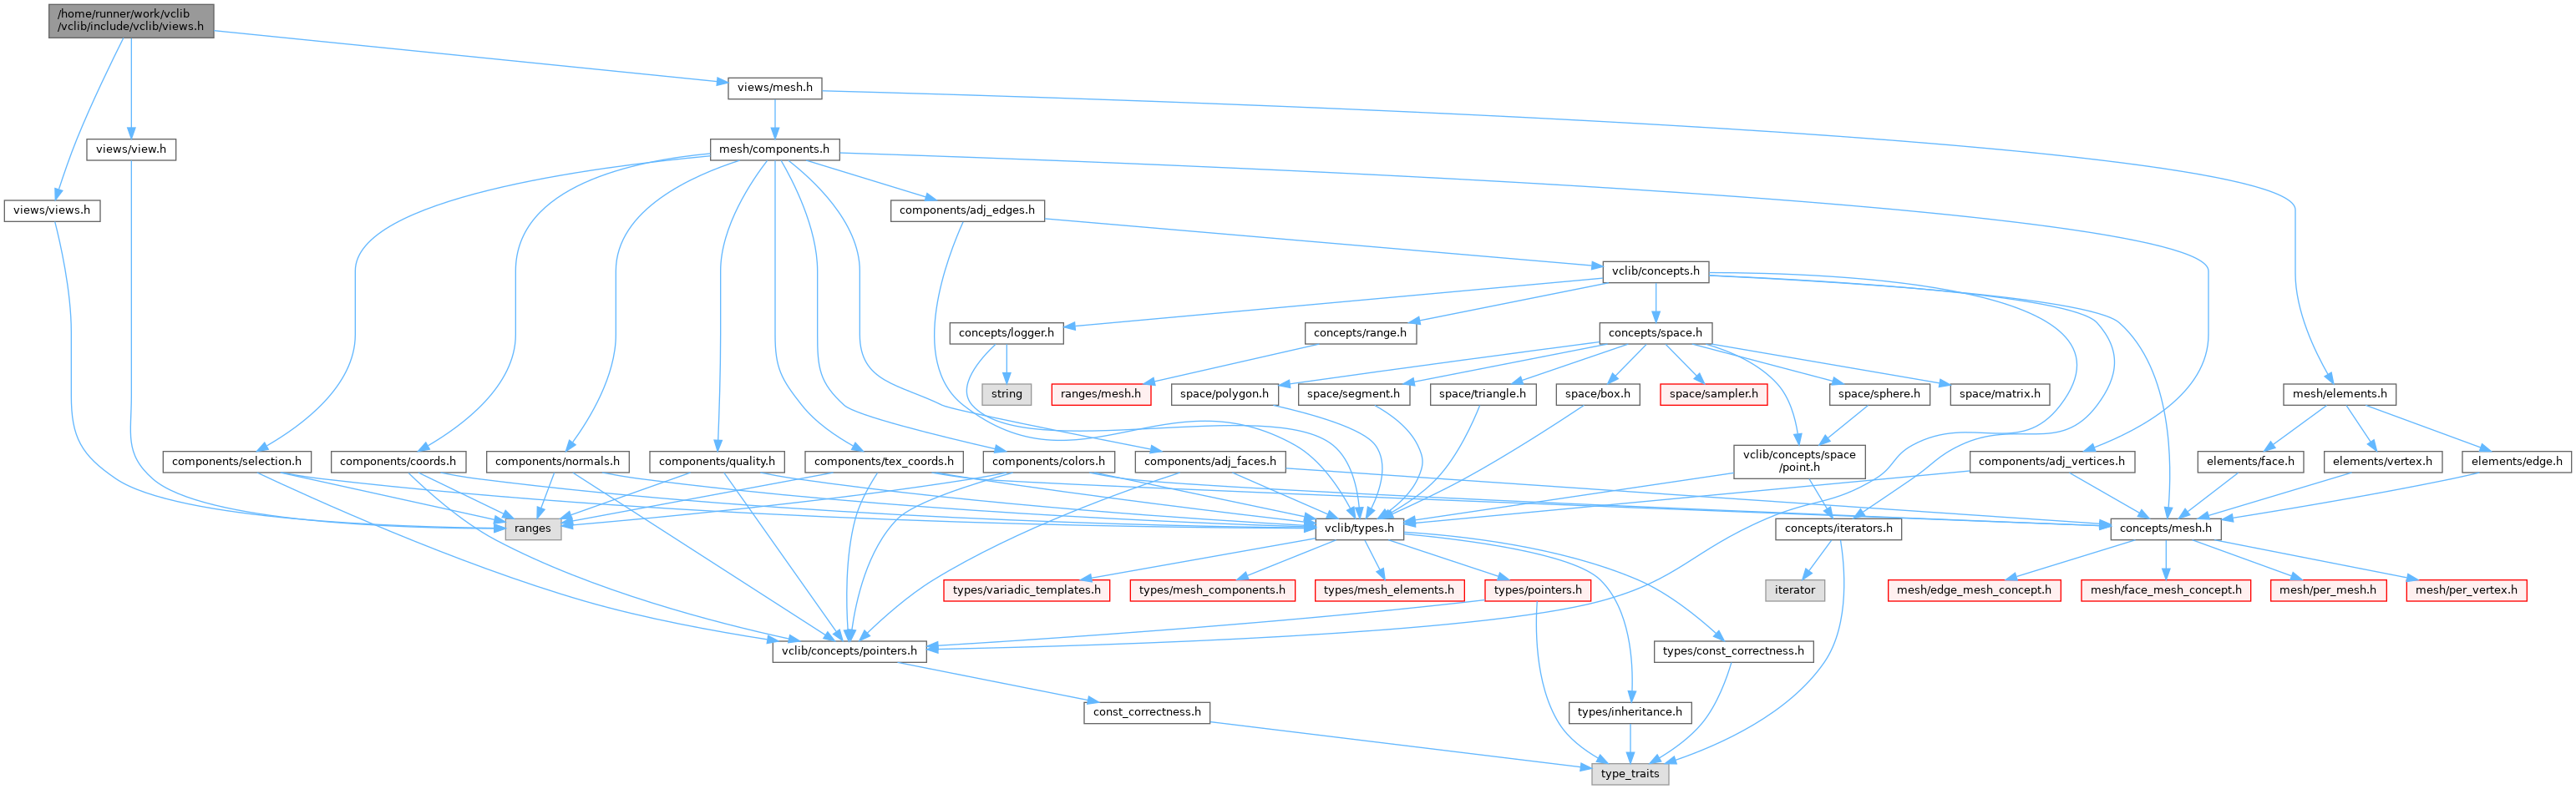 /home/runner/work/vclib
/vclib/include/vclib/views.h
views/mesh.h
views/view.h
mesh/components.h
views/views.h
components/adj_edges.h
vclib/concepts.h
concepts/logger.h
concepts/range.h
concepts/space.h
string
ranges/mesh.h
space/polygon.h
space/segment.h
space/triangle.h
space/box.h
space/sampler.h
space/sphere.h
space/matrix.h
mesh/elements.h
components/selection.h
components/coords.h
components/normals.h
components/quality.h
components/tex_coords.h
components/colors.h
components/adj_faces.h
vclib/concepts/space
/point.h
components/adj_vertices.h
elements/face.h
elements/vertex.h
elements/edge.h
ranges
vclib/types.h
concepts/iterators.h
concepts/mesh.h
types/variadic_templates.h
types/mesh_components.h
types/mesh_elements.h
types/pointers.h
iterator
mesh/edge_mesh_concept.h
mesh/face_mesh_concept.h
mesh/per_mesh.h
mesh/per_vertex.h
vclib/concepts/pointers.h
types/const_correctness.h
const_correctness.h
types/inheritance.h
type_traits